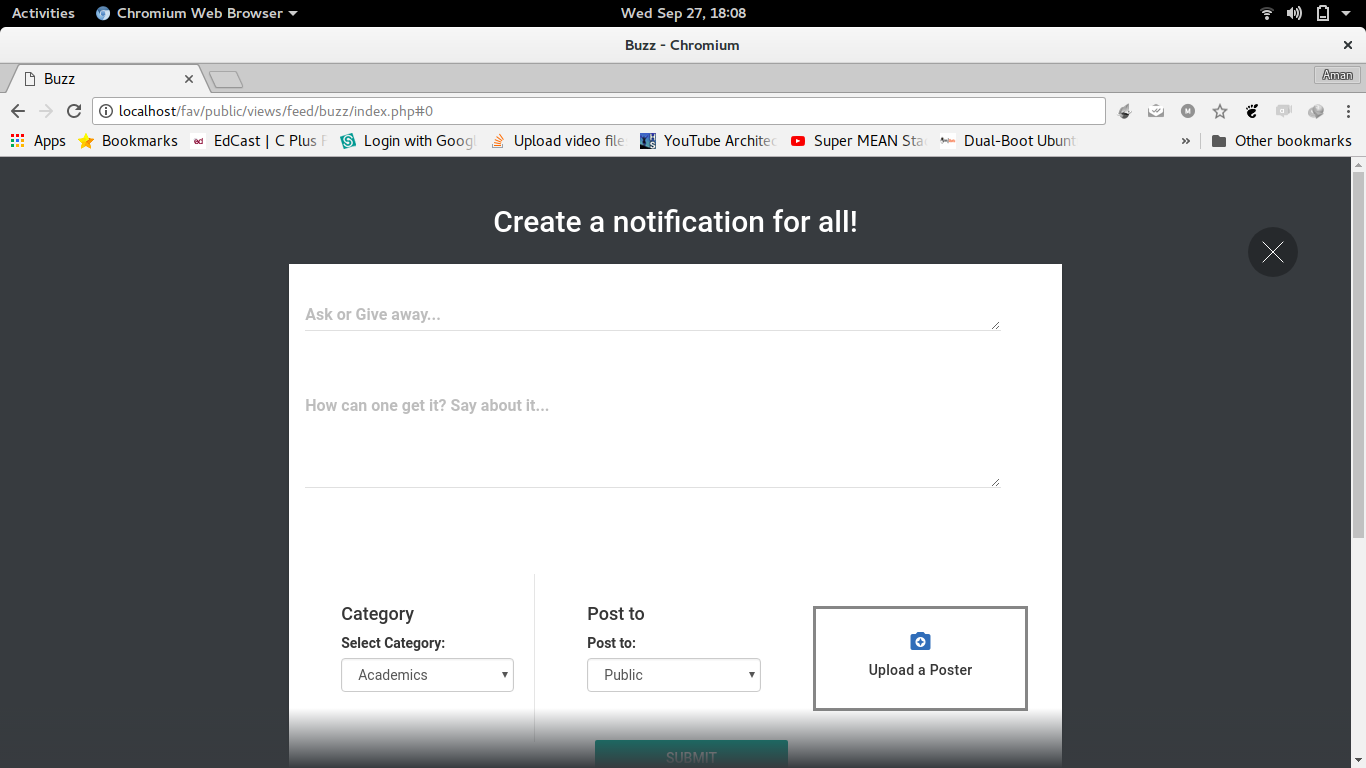 Activities Chromium Web Browser Wed Sep 27, 18:08
Buzz - Chromium
Buzz Aman
localhost/fav/public/views/feed/buzz/index.php#0
Apps Bookmarks EdCast | C Plus Login with Goog Upload video file YouTube Architec Super MEAN Sta Dual-Boot Ubunt » Other bookmarks
Create a notification for all!
Ask or Give away...
How can one get it? Say about it...
Category Post to
Select Category: Post to: Upload a Poster
Academics Public
SUBMIT